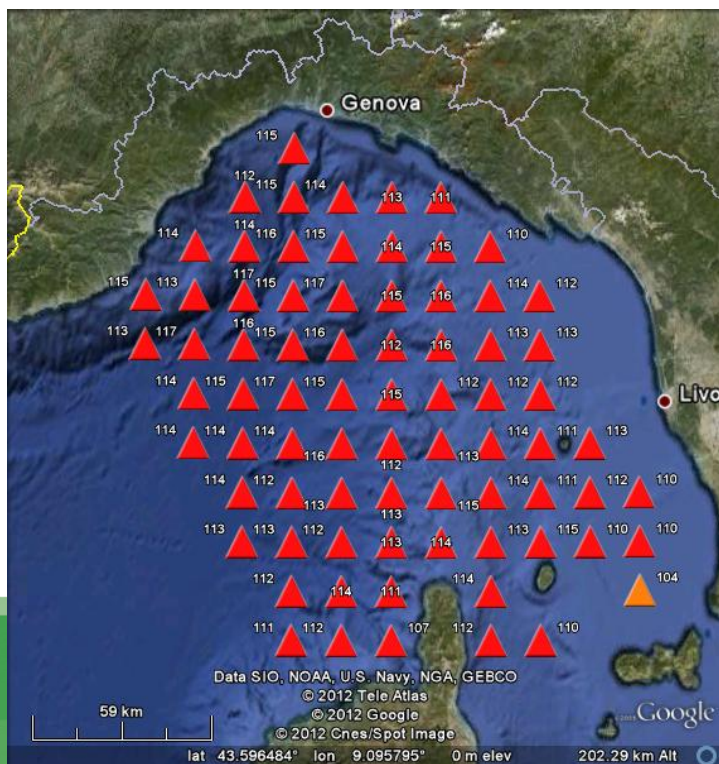 Genova
115
112 115 114 113 111
114 114 116 115 114 115 110
115 113 117 115 117 115 116 114 112
113 117 116 115 116 112 116 113 113
114 115 117 115 115 112 112 112
Livo
114 114 114 116 112 113 114 111 113
114 112 113 113 115 114 111 112 110
113 113 112 113 114 113 115 110 110
112 114 111 114 104
111 112 107 112 110
Data SIO, NOAA, U.S. Navy, NGA, GEBCO
© 2012 Tele Atlas
© 2012 Google
© 2012 Cnes/Spot Image
59 km
Google
lat 43.596484° lon 9.095795° 0 m elev 202.29 km Alt